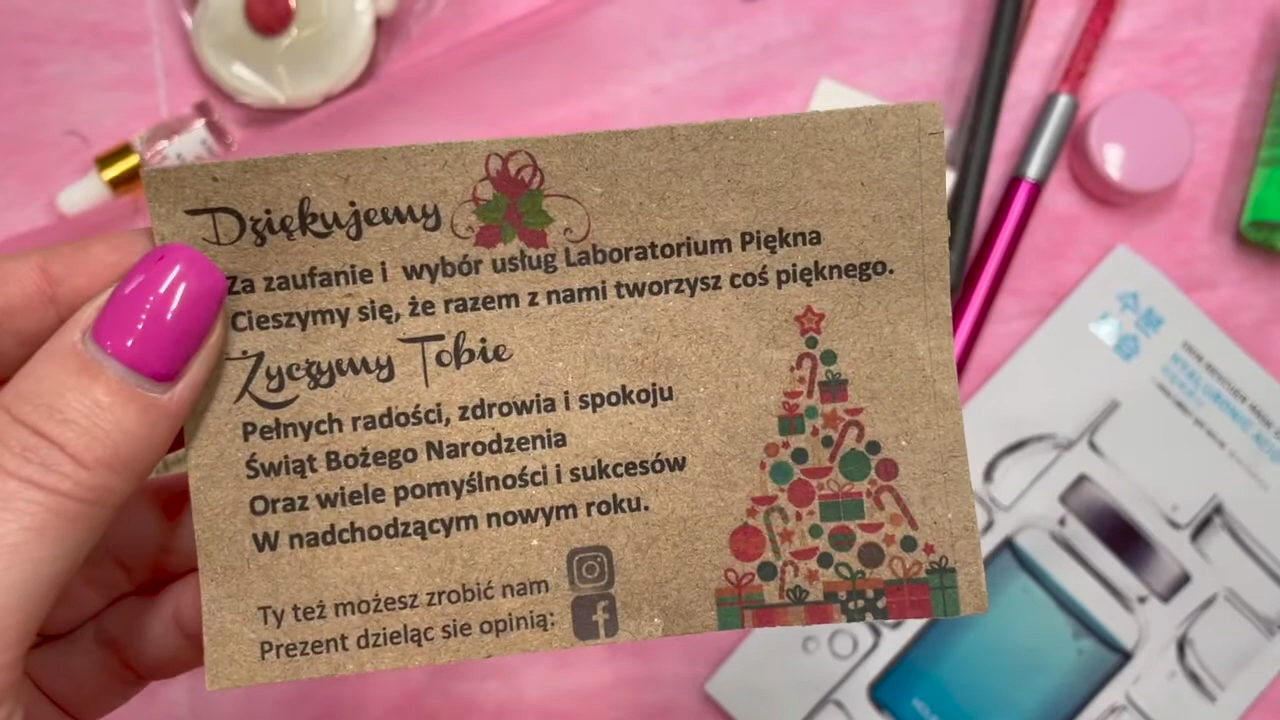 Dziękujemy
Za zaufanie i wybór usług Laboratorium Piękna
Cieszymy się, że razem z nami tworzysz coś pięknego.
Życzymy Tobie
Pełnych radości, zdrowia i spokoju
Świąt Bożego Narodzenia
Oraz wiele pomyślności i sukcesów
W nadchodzącym nowym roku.
Ty też możesz zrobić nam
Prezent dzieląc sie opinią:
수분